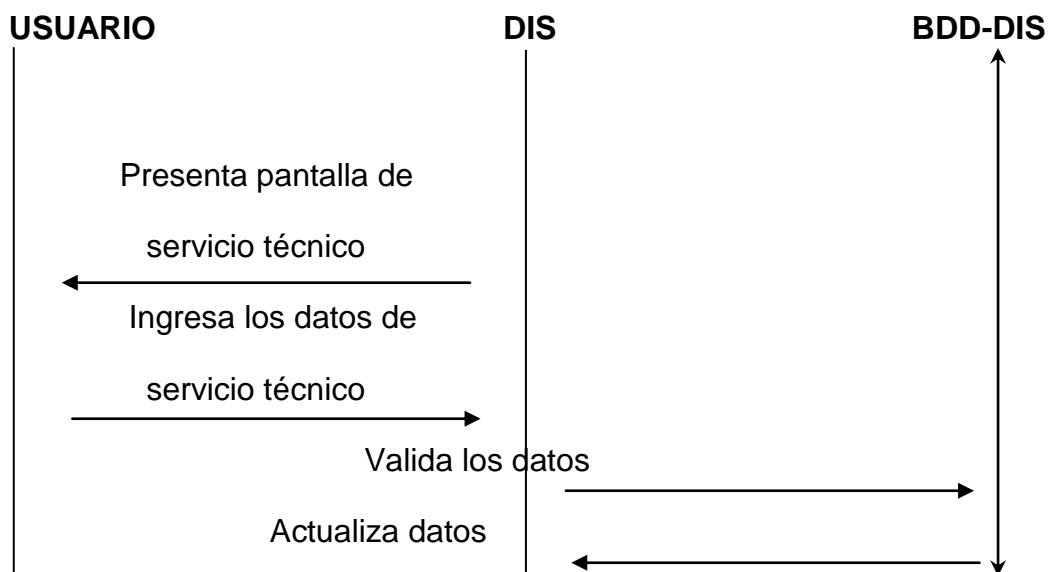 USUARIO DIS BDD-DIS
Presenta pantalla de
servicio técnico
Ingresa los datos de
servicio técnico
Valida los datos
Actualiza datos